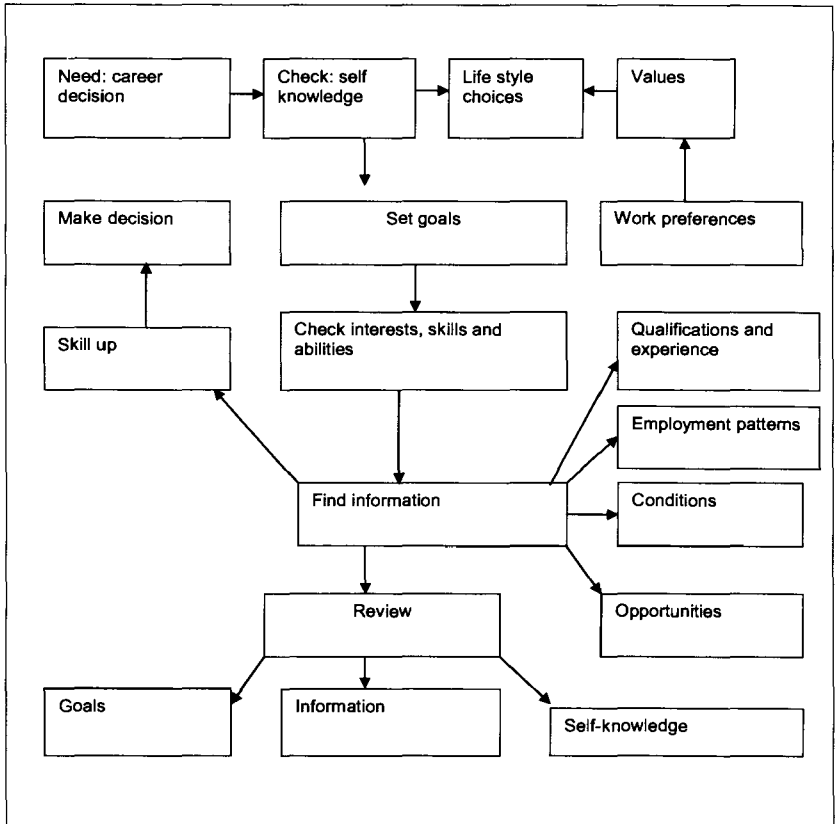 Need: career
decision
Check: self
knowledge
Life style
choices
Values
Make decision
Set goals
Work preferences
Skill up
Check interests, skills and
abilities
Qualifications and
experience
Employment patterns
Find information
Conditions
Review
Opportunities
Goals
Information
Self-knowledge